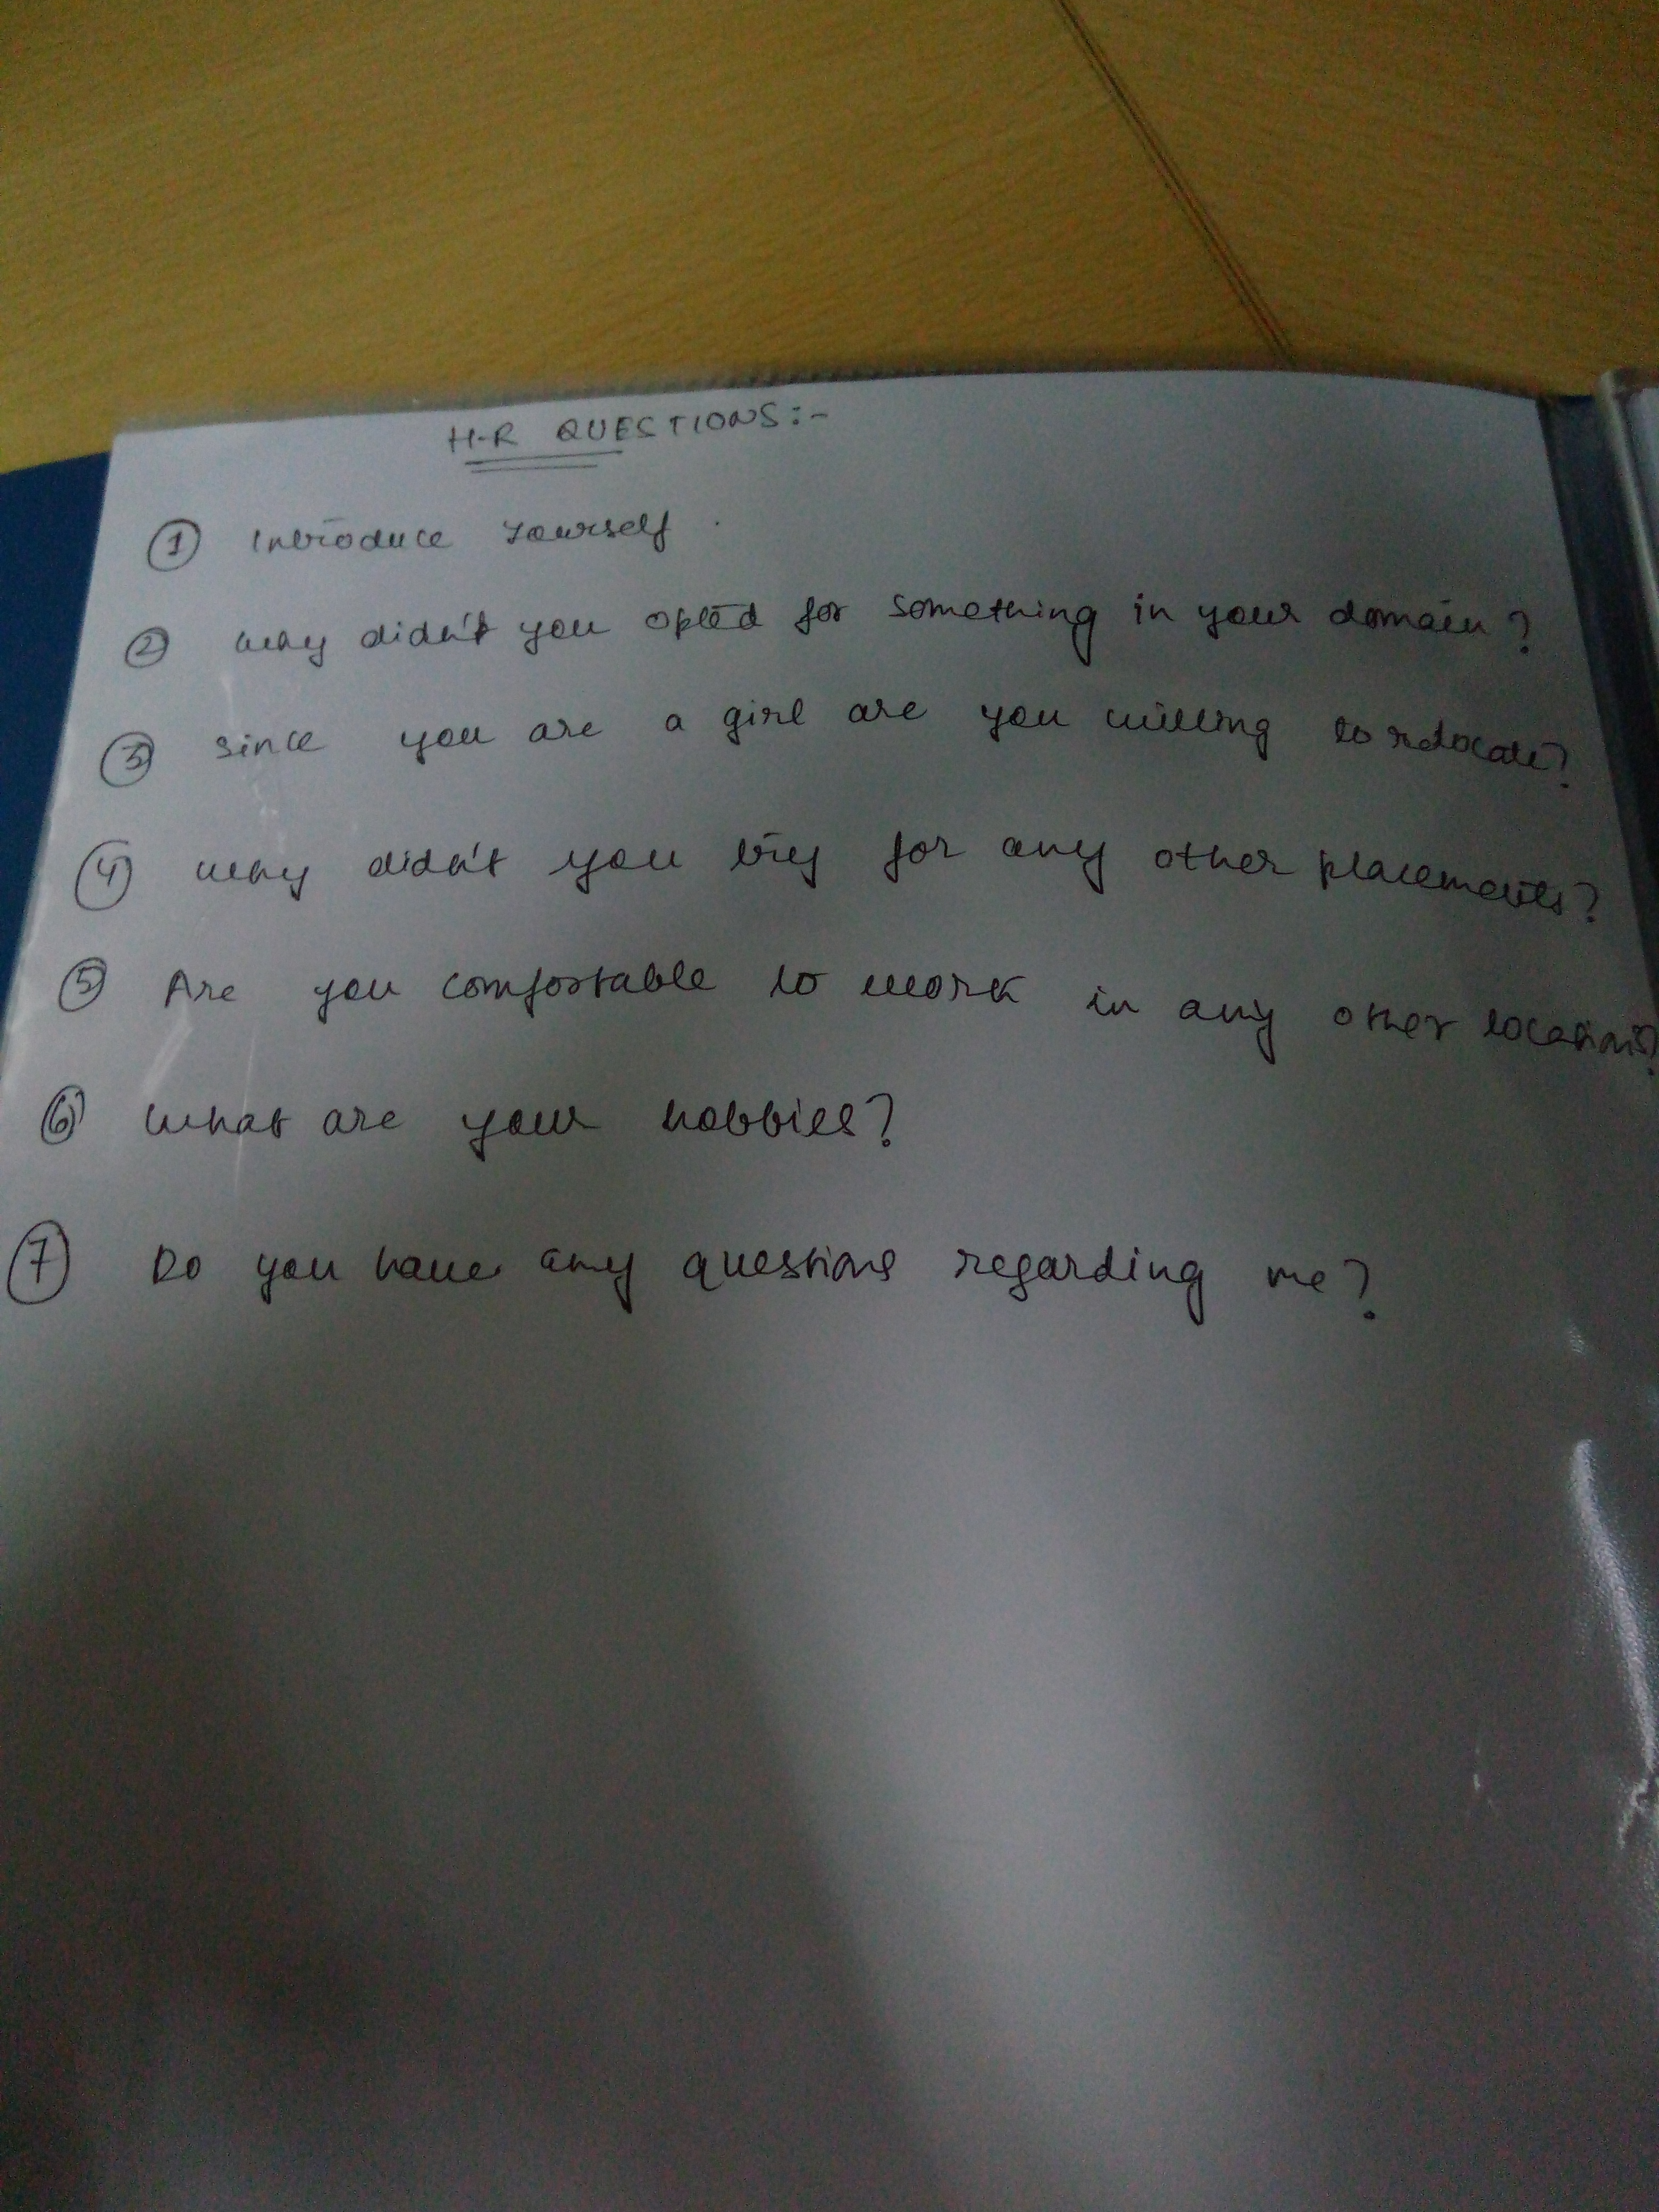 H-R QUESTIONS:-
① Introduce Yourself.
② Why didn't you opted for something in your domain?
③ since you are a girl are you willing to relocate?
④ Why didn't you try for any other placements?
⑤ Are you comfortable to work in any other locations?
⑥ What are your hobbies?
⑦ Do you have any questions regarding me?